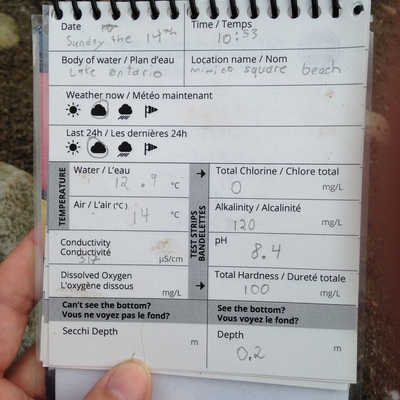 Date
Time / Temps
Sunday the 14th
10:53
Body of water / Plan d'eau
Location name / Nom
Lake ontario
mimico square beach
Weather now / Météo maintenant
Last 24h / Les dernières 24h
TEMPERATURE
Water / L'eau
12.9 °C
Air / L'air (°C)
14 °C
Conductivity
Conductivité
517 µS/cm
Dissolved Oxygen
L'oxygène dissous
mg/L
TEST STRIPS
BANDELETTES
Total Chlorine / Chlore total
0 mg/L
Alkalinity / Alcalinité
120 mg/L
pH
8.4
Total Hardness / Dureté totale
100 mg/L
Can't see the bottom?
Vous ne voyez pas le fond?
Secchi Depth
m
See the bottom?
Vous voyez le fond?
Depth
0.2 m